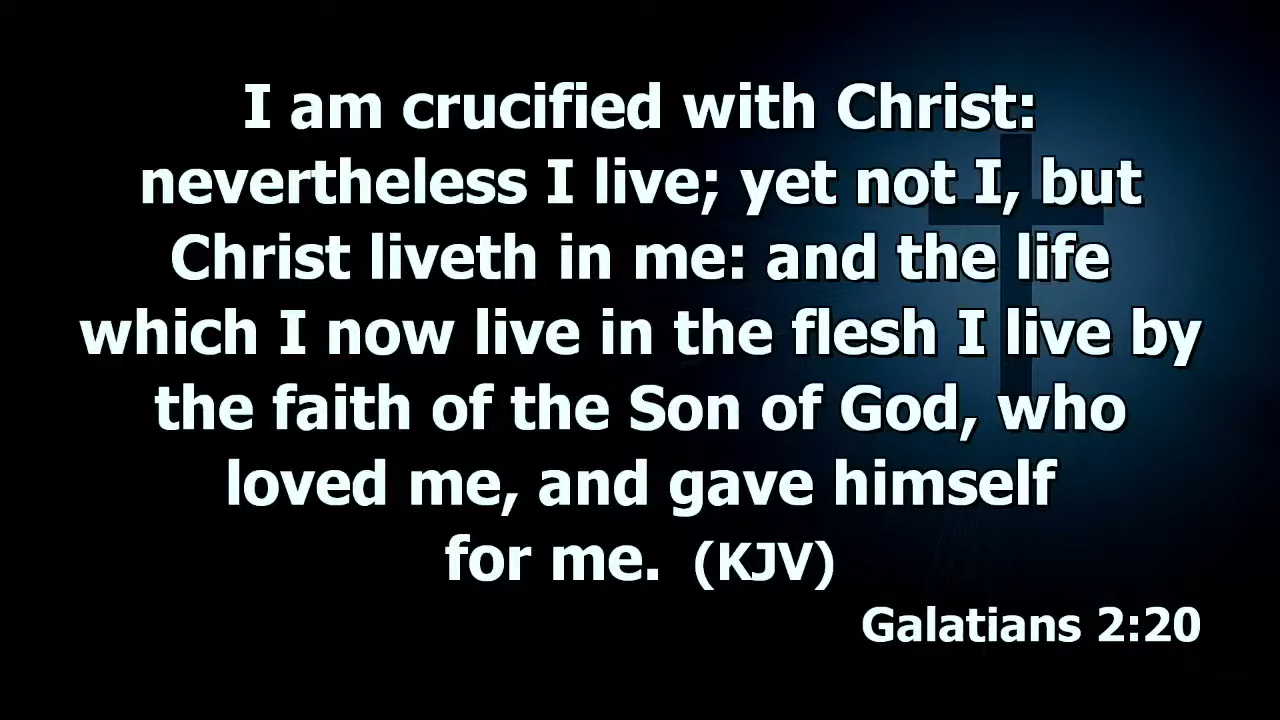 I am crucified with Christ:
nevertheless I live; yet not I, but
Christ liveth in me: and the life
which I now live in the flesh I live by
the faith of the Son of God, who
loved me, and gave himself
for me. (KJV)
Galatians 2:20